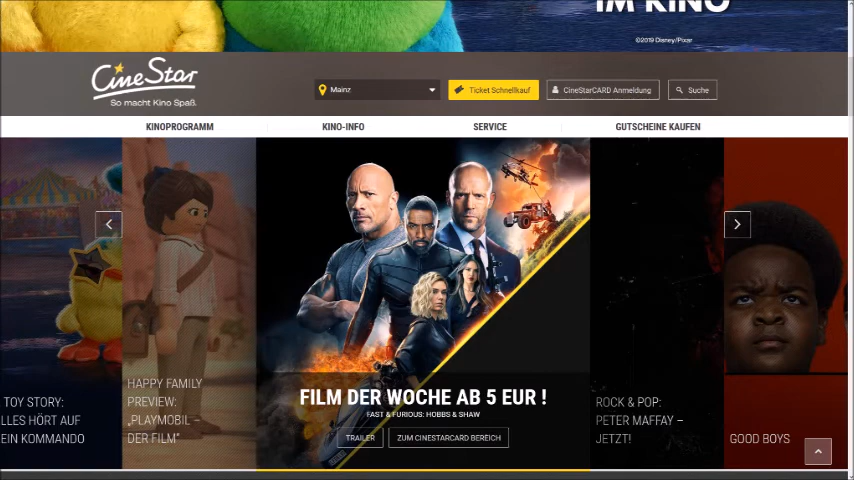 IM KINO
©2019 Disney/Pixar
CineStar
So macht Kino Spaß.
Mainz
Ticket Schnellkauf
CineStarCARD Anmeldung
Suche
KINOPROGRAMM
KINO-INFO
SERVICE
GUTSCHEINE KAUFEN
TOY STORY:
LLES HÖRT AUF
EIN KOMMANDO
HAPPY FAMILY
PREVIEW:
„PLAYMOBIL –
DER FILM“
FILM DER WOCHE AB 5 EUR !
FAST & FURIOUS: HOBBS & SHAW
TRAILER
ZUM CINESTARCARD BEREICH
ROCK & POP:
PETER MAFFAY –
JETZT!
GOOD BOYS